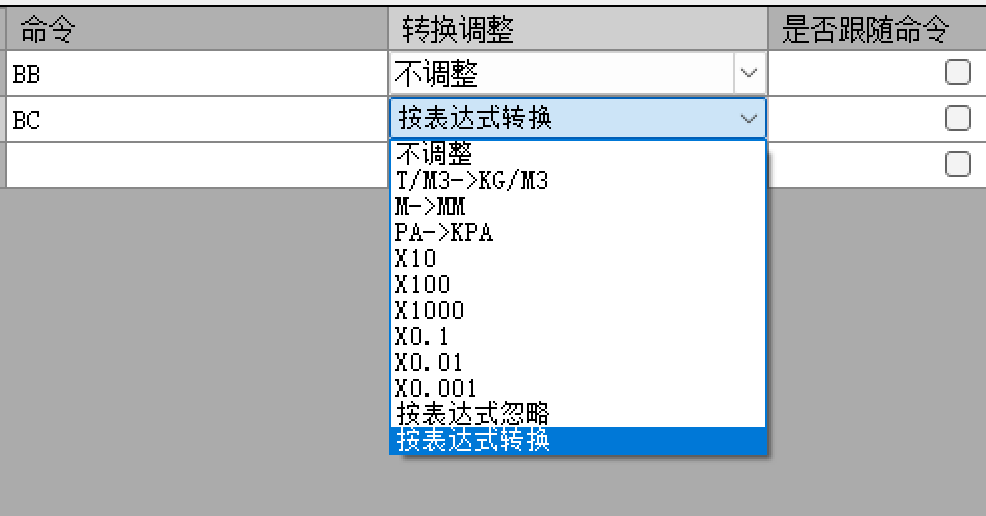 命令 转换调整 是否跟随命令
BB 不调整
BC 按表达式转换
不调整
T/M3->KG/M3
M->MM
PA->KPA
X10
X100
X1000
X0.1
X0.01
X0.001
按表达式忽略
按表达式转换